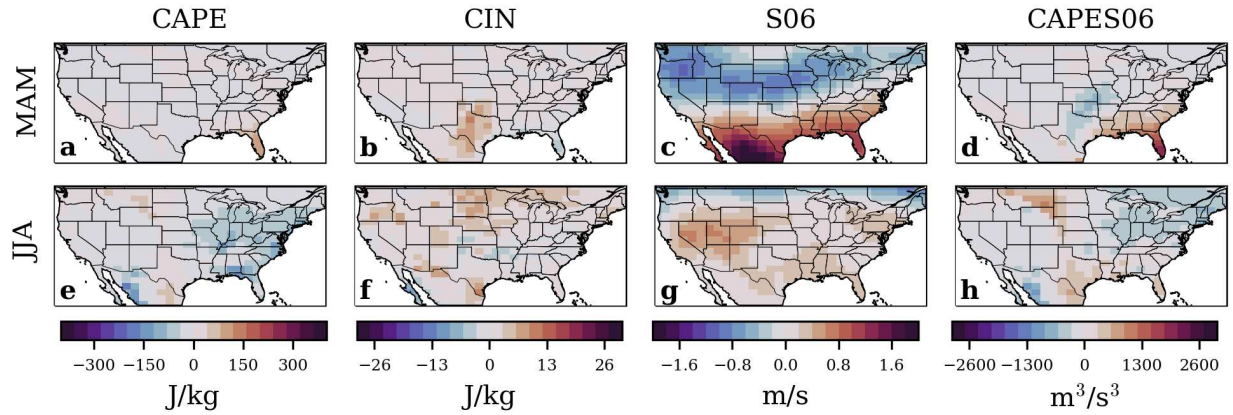 CAPE CIN S06 CAPES06
MAM
a b c d
JJA
e f g h
−300 −150 0 150 300 −26 −13 0 13 26 −1.6 −0.8 0.0 0.8 1.6 −2600 −1300 0 1300 2600
J/kg J/kg m/s m³/s³